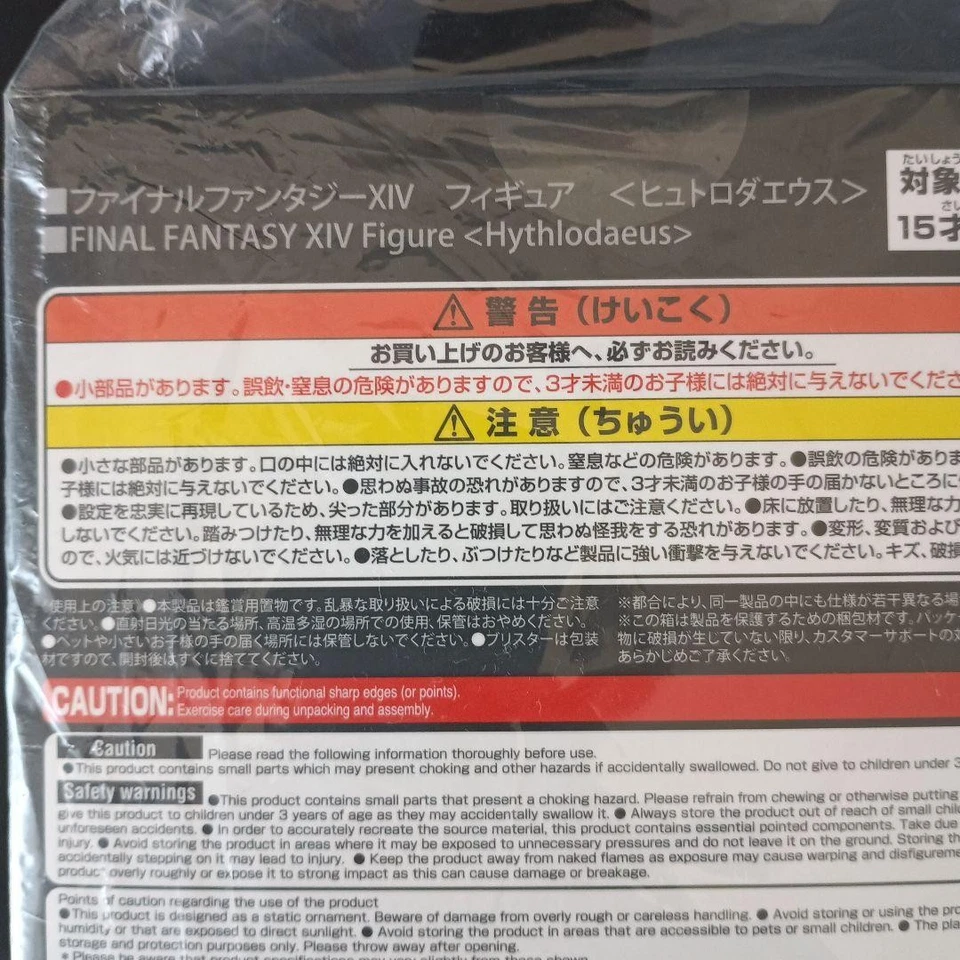 ■ファイナルファンタジーXIV フィギュア <ヒュトロダエウス>
■FINAL FANTASY XIV Figure <Hythlodaeus>
たいしょう
対象
さい
15才
⚠ 警告(けいこく)
お買い上げのお客様へ、必ずお読みください。
●小部品があります。誤飲・窒息の危険がありますので、3才未満のお子様には絶対に与えないでくださ
⚠ 注意(ちゅうい)
●小さな部品があります。口の中には絶対に入れないでください。窒息などの危険があります。●誤飲の危険がありま
子様には絶対に与えないでください。●思わぬ事故の恐れがありますので、3才未満のお子様の手の届かないところに
●設定を忠実に再現しているため、尖った部分があります。取り扱いにはご注意ください。●床に放置したり、無理な力
しないでください。踏みつけたり、無理な力を加えると破損して思わぬ怪我をする恐れがあります。●変形、変質および
ので、火気には近づけないでください。●落としたり、ぶつけたりなど製品に強い衝撃を与えないでください。キズ、破損
使用上の注意 ●本製品は鑑賞用置物です。乱暴な取り扱いによる破損には十分ご注意
ください。●直射日光の当たる場所、高温多湿の場所での使用、保管はおやめください。
●ペットや小さいお子様の手の届く場所には保管しないでください。●ブリスターは包装
材ですので、開封後はすぐに捨ててください。
※都合により、同一製品の中にも仕様が若干異なる場
※この箱は製品を保護するための梱包材です。パッケー
物に破損が生じていない限り、カスタマーサポートの対
あらかじめご了承ください。
CAUTION: Product contains functional sharp edges (or points).
Exercise care during unpacking and assembly.
Caution Please read the following information thoroughly before use.
●This product contains small parts which may present choking and other hazards if accidentally swallowed. Do not give to children under 3
Safety warnings ●This product contains small parts that present a choking hazard. Please refrain from chewing or otherwise putting
give this product to children under 3 years of age as they may accidentally swallow it. ● Always store the product out of reach of small chil
unforeseen accidents. ● In order to accurately recreate the source material, this product contains essential pointed components. Take due
injury. ● Avoid storing the product in areas where it may be exposed to unnecessary pressures and do not leave it on the ground. Storing th
accidentally stepping on it may lead to injury. ● Keep the product away from naked flames as exposure may cause warping and disfigureme
product overly roughly or expose it to strong impact as this can cause damage or breakage.
Points of caution regarding the use of the product
●This product is designed as a static ornament. Beware of damage from overly rough or careless handling. ● Avoid storing or using the pro
humidity or that are exposed to direct sunlight. ● Avoid storing the product in areas that are accessible to pets or small children. ● The pla
storage and protection purposes only. Please throw away after opening.
* Please be aware that product specifications may vary slightly from those shown.